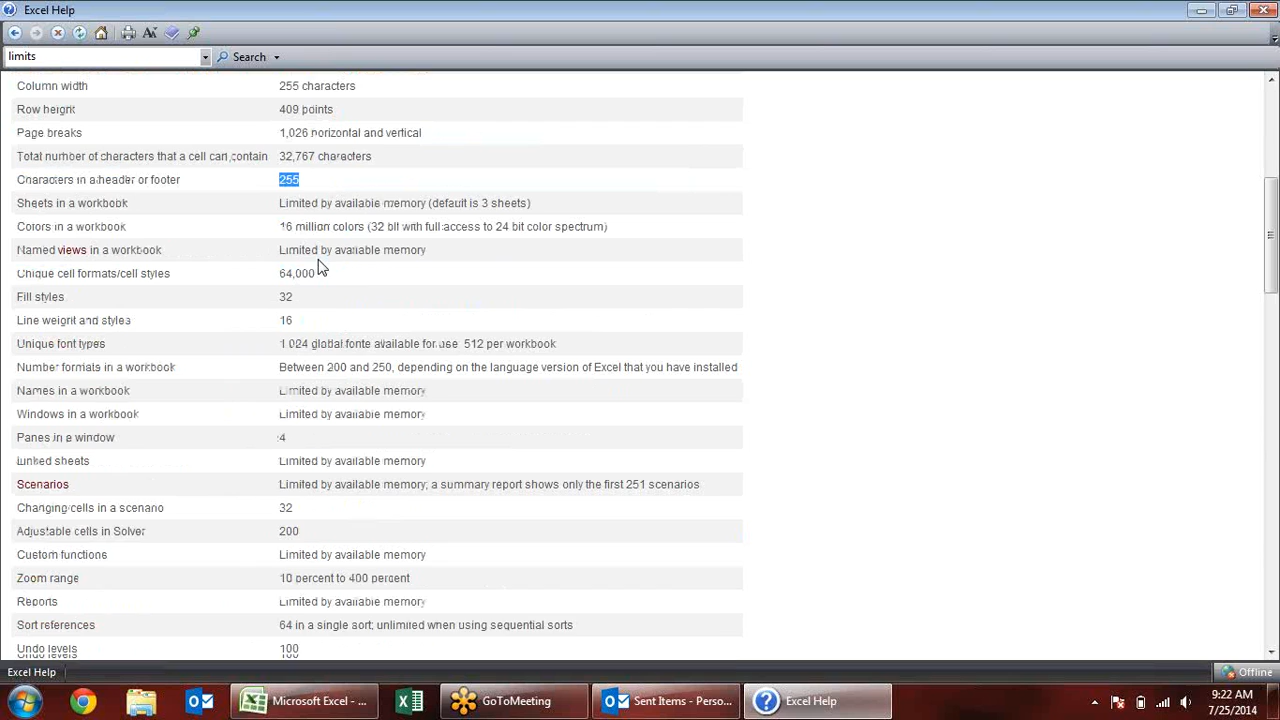 Excel Help
limits
Search
Column width 255 characters
Row height 409 points
Page breaks 1,026 horizontal and vertical
Total number of characters that a cell can contain 32,767 characters
Characters in a header or footer 255
Sheets in a workbook Limited by available memory (default is 3 sheets)
Colors in a workbook 16 million colors (32 bit with full access to 24 bit color spectrum)
Named views in a workbook Limited by available memory
Unique cell formats/cell styles 64,000
Fill styles 32
Line weight and styles 16
Unique font types 1 024 global fonts available for use 512 per workbook
Number formats in a workbook Between 200 and 250, depending on the language version of Excel that you have installed
Names in a workbook Limited by available memory
Windows in a workbook Limited by available memory
Panes in a window 4
Linked sheets Limited by available memory
Scenarios Limited by available memory; a summary report shows only the first 251 scenarios
Changing cells in a scenario 32
Adjustable cells in Solver 200
Custom functions Limited by available memory
Zoom range 10 percent to 400 percent
Reports Limited by available memory
Sort references 64 in a single sort; unlimited when using sequential sorts
Undo levels 100
Excel Help Offline
Microsoft Excel - ... GoToMeeting Sent Items - Perso... Excel Help 9:22 AM
7/25/2014